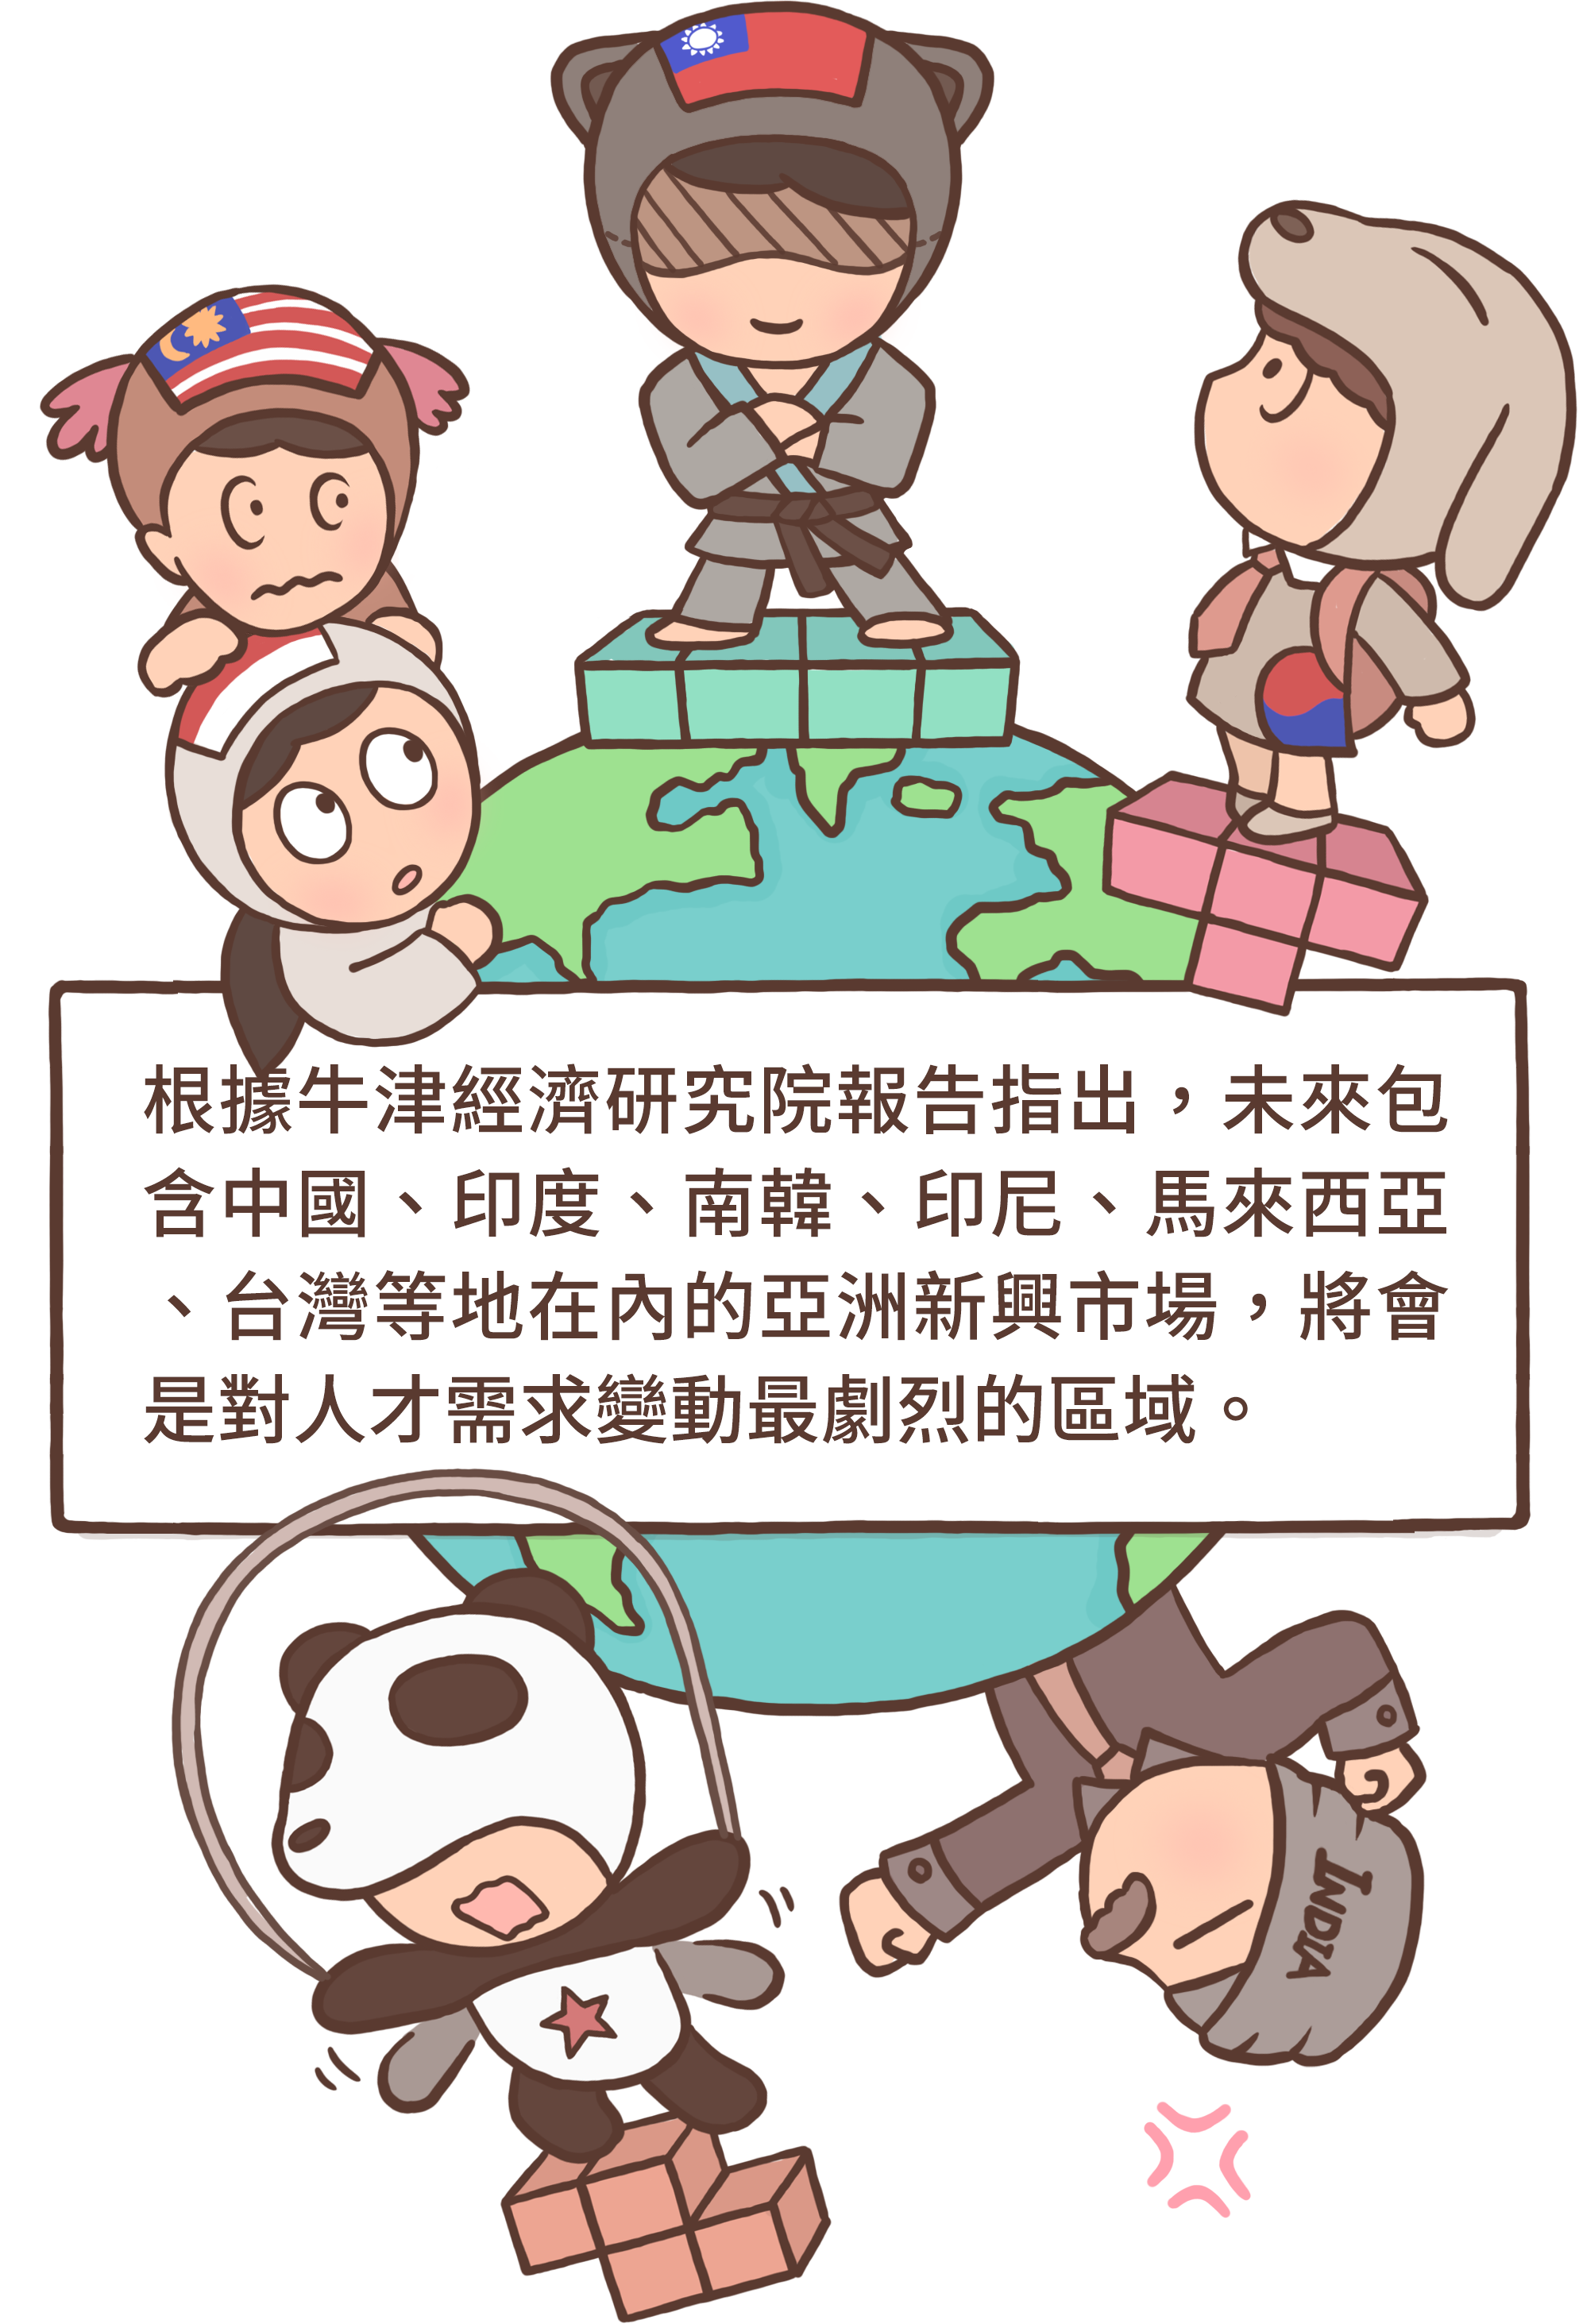 根據牛津經濟研究院報告指出，未來包
含中國、印度、南韓、印尼、馬來西亞
、台灣等地在內的亞洲新興市場，將會
是對人才需求變動最劇烈的區域。
INDIA